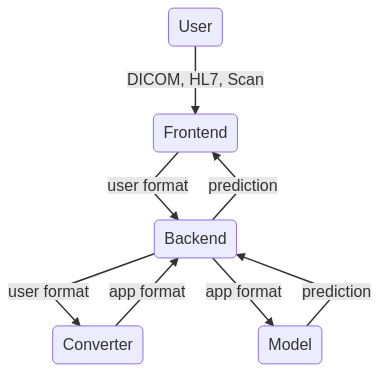 User
DICOM, HL7, Scan
Frontend
user format
prediction
Backend
user format
app format
app format
prediction
Converter
Model